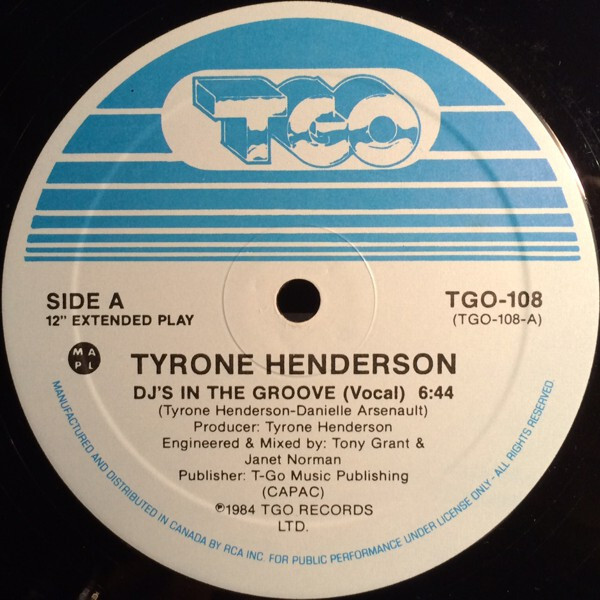 TGO
SIDE A
12" EXTENDED PLAY
TGO-108
(TGO-108-A)
M A
P L
TYRONE HENDERSON
DJ'S IN THE GROOVE (Vocal) 6:44
(Tyrone Henderson-Danielle Arsenault)
Producer: Tyrone Henderson
Engineered & Mixed by: Tony Grant &
Janet Norman
Publisher: T-Go Music Publishing
(CAPAC)
℗1984 TGO RECORDS
LTD.
MANUFACTURED AND DISTRIBUTED IN CANADA BY RCA INC. FOR PUBLIC PERFORMANCE UNDER LICENSE ONLY - ALL RIGHTS RESERVED